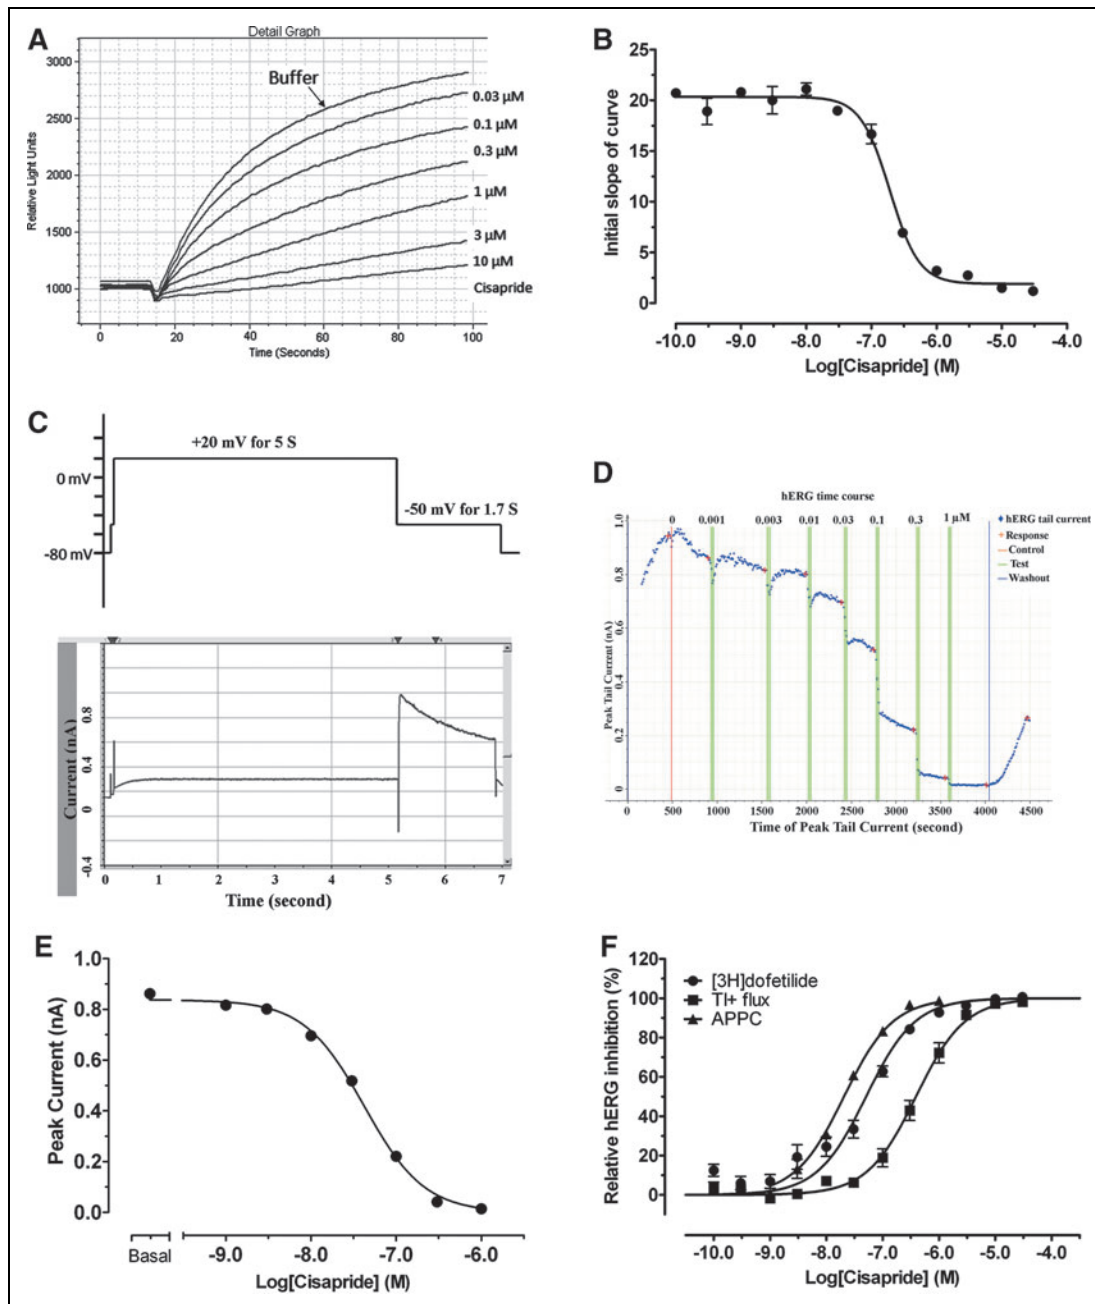 A
Detail Graph
3000
2500
2000
1500
1000
Relative Light Units
Buffer
0.03 µM
0.1 µM
0.3 µM
1 µM
3 µM
10 µM
Cisapride
0 20 40 60 80 100
Time (Seconds)
B
25
20
15
10
5
0
Initial slope of curve
-10.0 -9.0 -8.0 -7.0 -6.0 -5.0 -4.0
Log[Cisapride] (M)
C
+20 mV for 5 S
0 mV
-50 mV for 1.7 S
-80 mV
Current (nA)
0.8
0.4
0
-0.4
0 1 2 3 4 5 6 7
Time (second)
D
hERG time course
0 0.001 0.003 0.01 0.03 0.1 0.3 1 µM
hERG tail current
Response
Control
Test
Washout
Peak Tail Current (nA)
1.0
0.8
0.6
0.4
0.2
0
0 500 1000 1500 2000 2500 3000 3500 4000 4500
Time of Peak Tail Current (second)
E
1.0
0.8
0.6
0.4
0.2
0.0
Peak Current (nA)
Basal -9.0 -8.0 -7.0 -6.0
Log[Cisapride] (M)
F
120
100
80
60
40
20
0
Relative hERG inhibition (%)
[3H]dofetilide
Tl+ flux
APPC
-10.0 -9.0 -8.0 -7.0 -6.0 -5.0 -4.0
Log[Cisapride] (M)